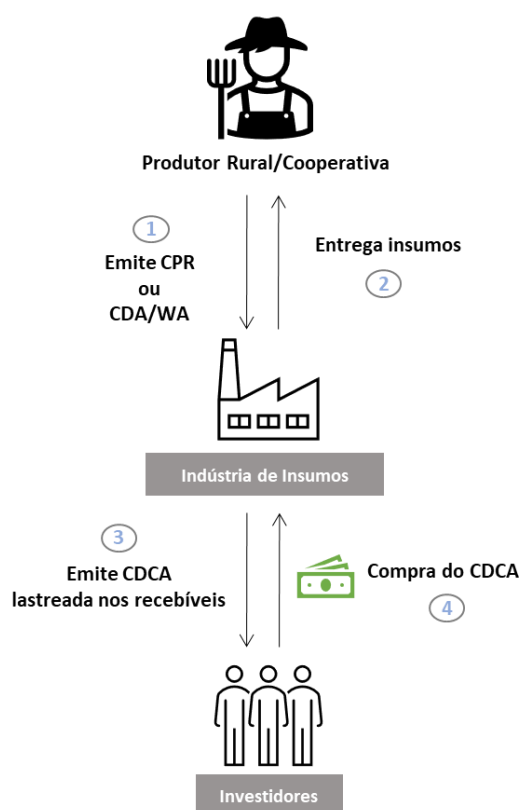 Produtor Rural/Cooperativa
1
Emite CPR
ou
CDA/WA
Entrega insumos
2
Indústria de Insumos
3
Emite CDCA
lastreada nos recebíveis
Compra do CDCA
4
Investidores